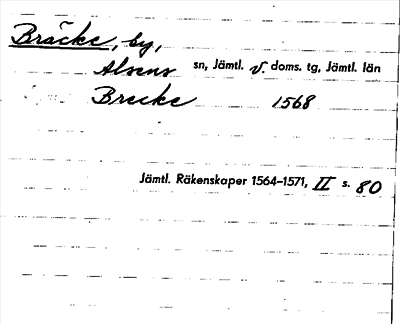 Bräcke, by,
Alsens sn, Jämtl. v. doms. tg, Jämtl. län
Brecke 1568
Jämtl. Räkenskaper 1564–1571, II s. 80